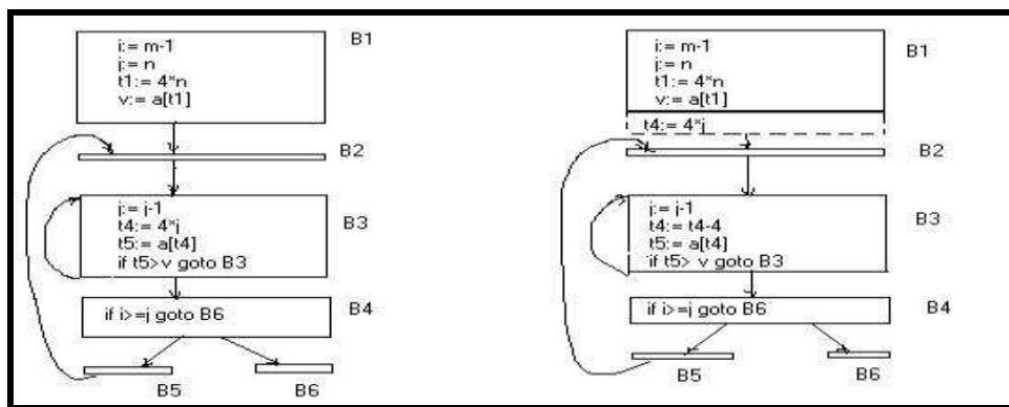 i:= m-1
j:= n
t1:= 4*n
v:= a[t1]
B1
B2
j:= j-1
t4:= 4*j
t5:= a[t4]
if t5>v goto B3
B3
if i>=j goto B6
B4
B5
B6
i:= m-1
j:= n
t1:= 4*n
v:= a[t1]
t4:= 4*j
B1
B2
j:= j-1
t4:= t4-4
t5:= a[t4]
if t5> v goto B3
B3
if i>=j goto B6
B4
B5
B6